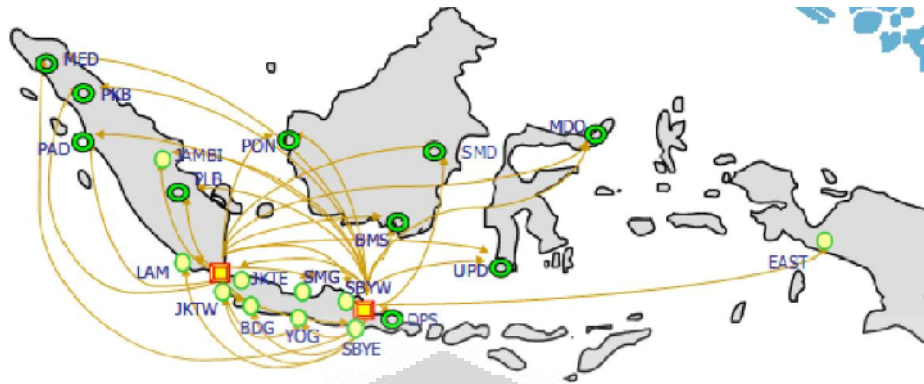 MED
PKB
MDO
PAD
PON
JAMBI
SMD
PLB
BMS
EAST
LAM
UPD
JKTE
SMG
SBYW
JKTW
BDG
DPS
YOG
SBYE